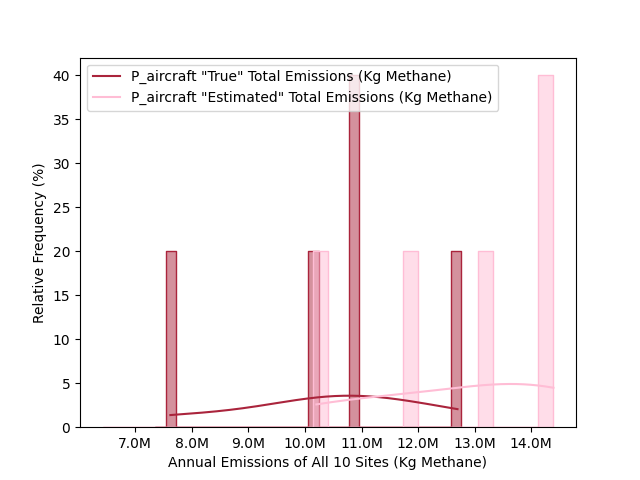 P_aircraft "True" Total Emissions (Kg Methane)
P_aircraft "Estimated" Total Emissions (Kg Methane)
40
35
30
25
20
15
10
5
0
Relative Frequency (%)
7.0M 8.0M 9.0M 10.0M 11.0M 12.0M 13.0M 14.0M
Annual Emissions of All 10 Sites (Kg Methane)